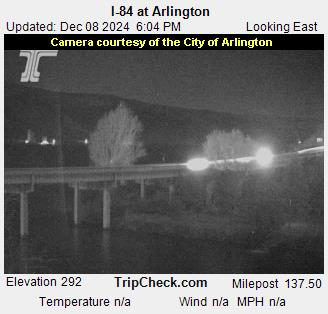 I-84 at Arlington
Updated: Dec 08 2024 6:04 PM Looking East
Camera courtesy of the City of Arlington
Elevation 292 TripCheck.com Milepost 137.50
Temperature n/a Wind n/a MPH n/a